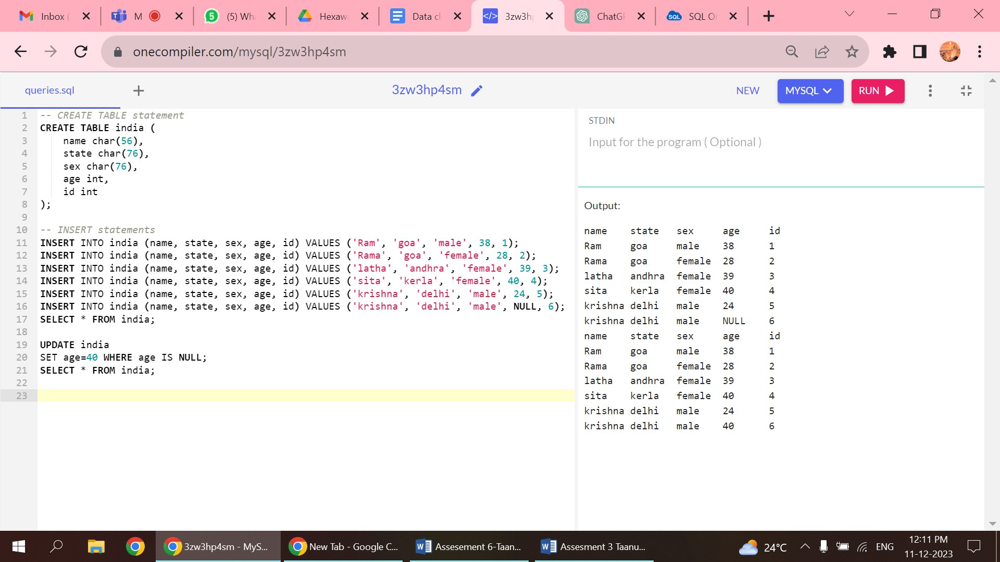 Inbox (
M
(5) Wh
Hexaw
Data cl
3zw3h
ChatG
SQL O
onecompiler.com/mysql/3zw3hp4sm
queries.sql
3zw3hp4sm
NEW
MYSQL
RUN
1 -- CREATE TABLE statement
2 CREATE TABLE india (
3 name char(56),
4 state char(76),
5 sex char(76),
6 age int,
7 id int
8 );
9
10 -- INSERT statements
11 INSERT INTO india (name, state, sex, age, id) VALUES ('Ram', 'goa', 'male', 38, 1);
12 INSERT INTO india (name, state, sex, age, id) VALUES ('Rama', 'goa', 'female', 28, 2);
13 INSERT INTO india (name, state, sex, age, id) VALUES ('latha', 'andhra', 'female', 39, 3);
14 INSERT INTO india (name, state, sex, age, id) VALUES ('sita', 'kerla', 'female', 40, 4);
15 INSERT INTO india (name, state, sex, age, id) VALUES ('krishna', 'delhi', 'male', 24, 5);
16 INSERT INTO india (name, state, sex, age, id) VALUES ('krishna', 'delhi', 'male', NULL, 6);
17 SELECT * FROM india;
18
19 UPDATE india
20 SET age=40 WHERE age IS NULL;
21 SELECT * FROM india;
22
23
STDIN
Input for the program ( Optional )
Output:
name state sex age id
Ram goa male 38 1
Rama goa female 28 2
latha andhra female 39 3
sita kerla female 40 4
krishna delhi male 24 5
krishna delhi male NULL 6
name state sex age id
Ram goa male 38 1
Rama goa female 28 2
latha andhra female 39 3
sita kerla female 40 4
krishna delhi male 24 5
krishna delhi male 40 6
3zw3hp4sm - MyS...
New Tab - Google C...
Assesement 6-Taan...
Assesment 3 Taanu...
24°C
ENG
12:11 PM
11-12-2023